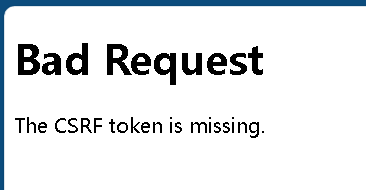 Bad Request
The CSRF token is missing.